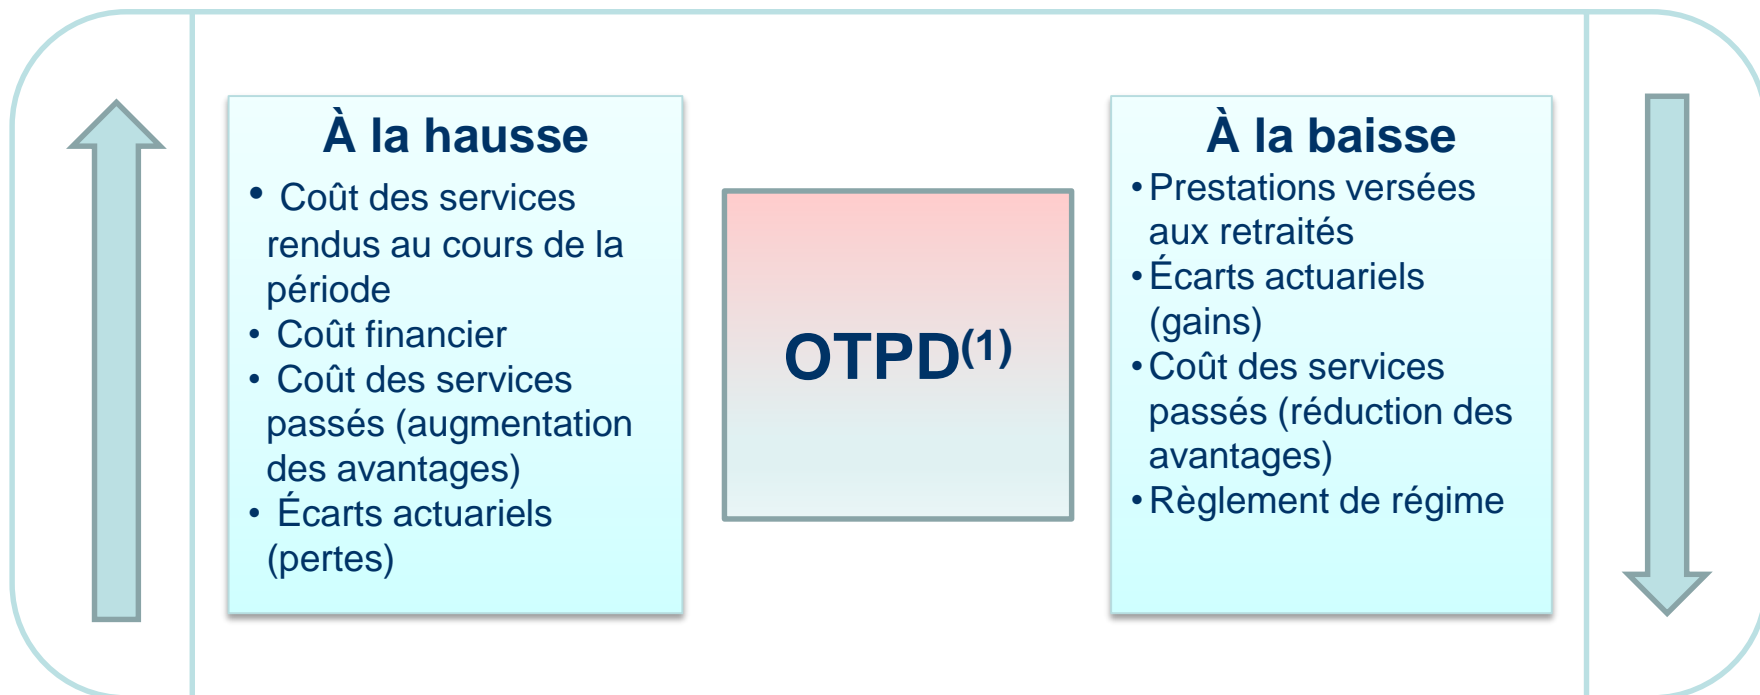 À la hausse
• Coût des services
rendus au cours de la
période
• Coût financier
• Coût des services
passés (augmentation
des avantages)
• Écarts actuariels
(pertes)
OTPD(1)
À la baisse
• Prestations versées
aux retraités
• Écarts actuariels
(gains)
• Coût des services
passés (réduction des
avantages)
• Règlement de régime